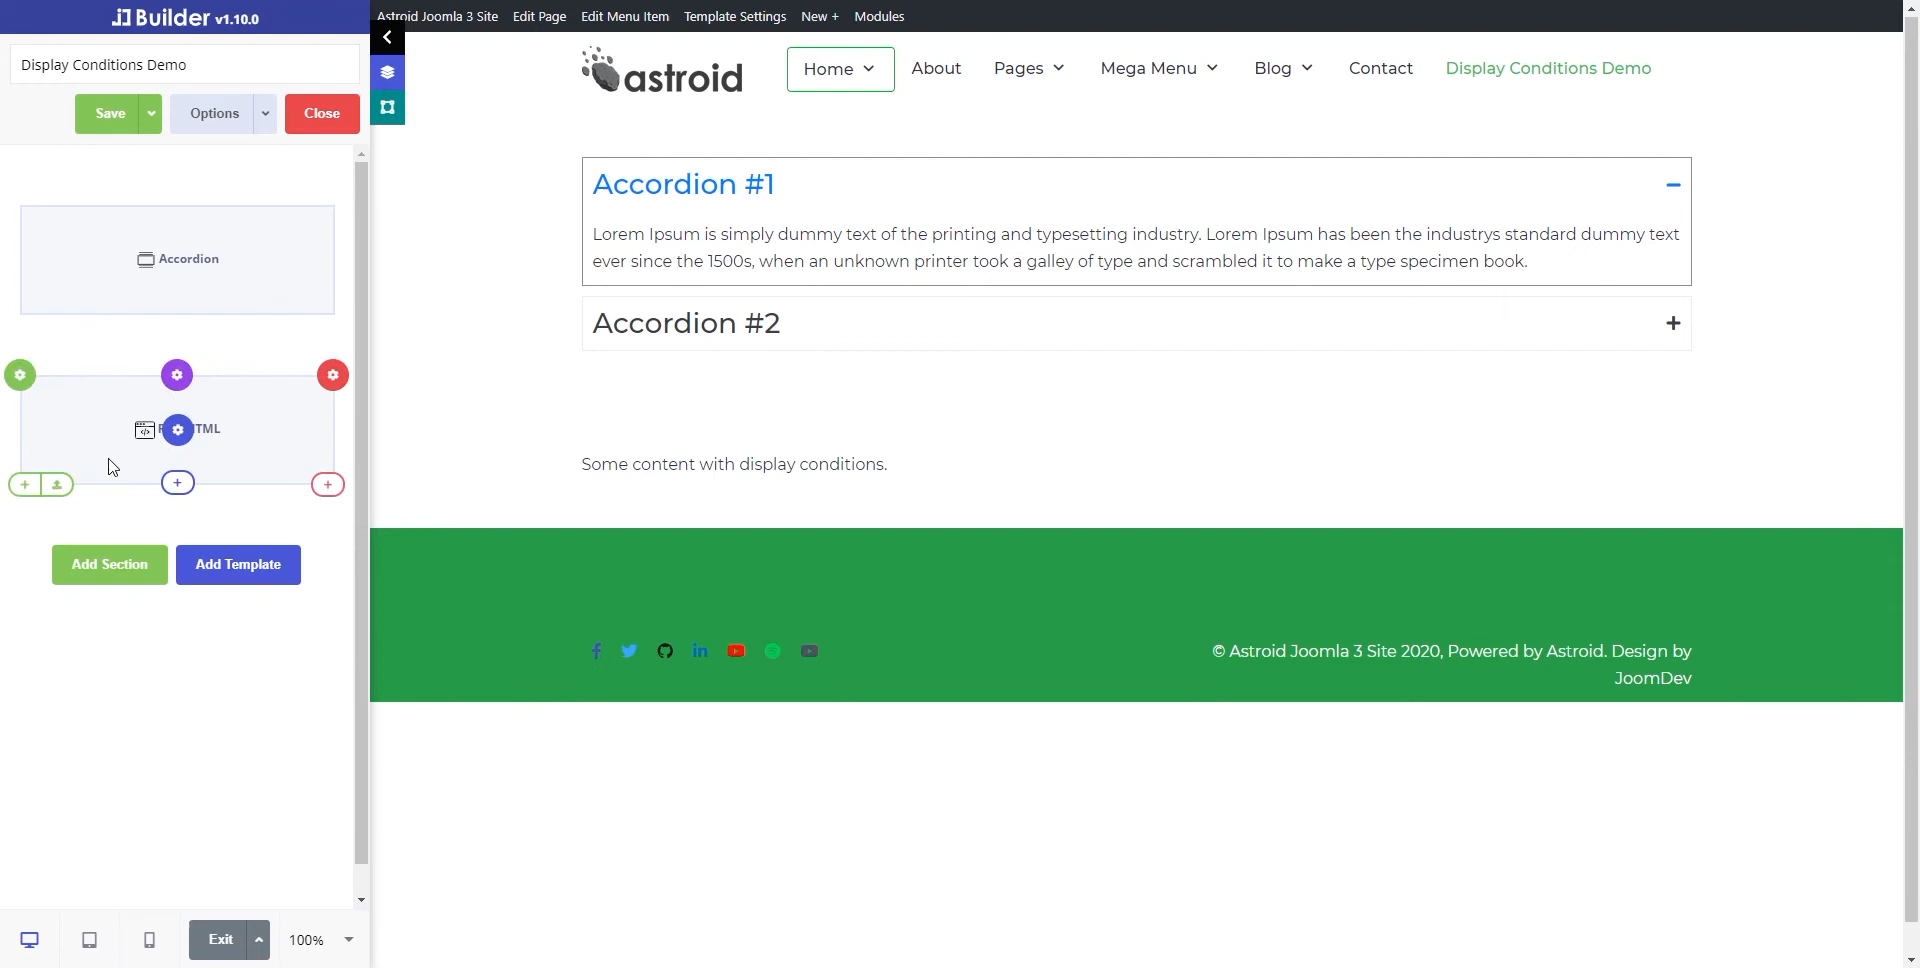 JD Builder v1.10.0
Astroid Joomla 3 Site Edit Page Edit Menu Item Template Settings New + Modules
Display Conditions Demo
Save
Options
Close
Accordion
HTML
Add Section
Add Template
Exit
100%
astroid
Home
About
Pages
Mega Menu
Blog
Contact
Display Conditions Demo
Accordion #1
Lorem Ipsum is simply dummy text of the printing and typesetting industry. Lorem Ipsum has been the industrys standard dummy text
ever since the 1500s, when an unknown printer took a galley of type and scrambled it to make a type specimen book.
Accordion #2
Some content with display conditions.
© Astroid Joomla 3 Site 2020, Powered by Astroid. Design by
JoomDev